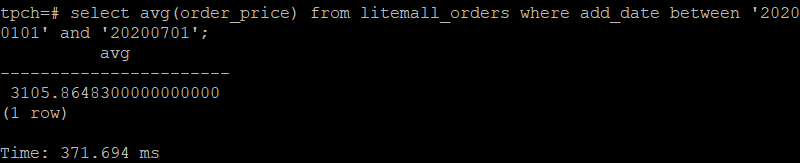 tpch=# select avg(order_price) from litemall_orders where add_date between '2020
0101' and '20200701';
avg
-----------------------
3105.8648300000000000
(1 row)
Time: 371.694 ms